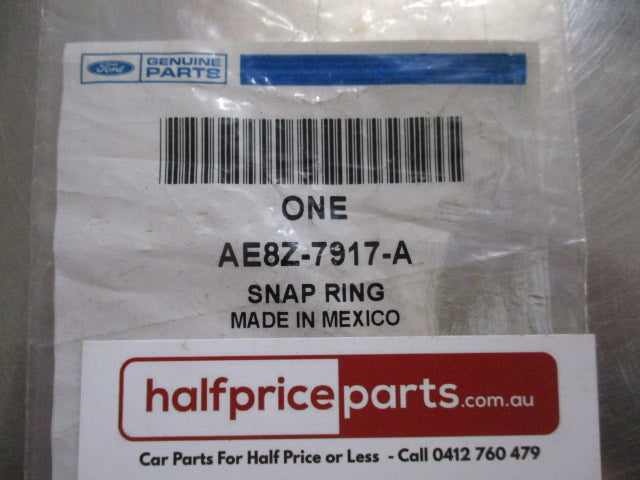 Ford
GENUINE
PARTS
ONE
AE8Z-7917-A
SNAP RING
MADE IN MEXICO
halfpriceparts.com.au
Car Parts For Half Price or Less - Call 0412 760 479